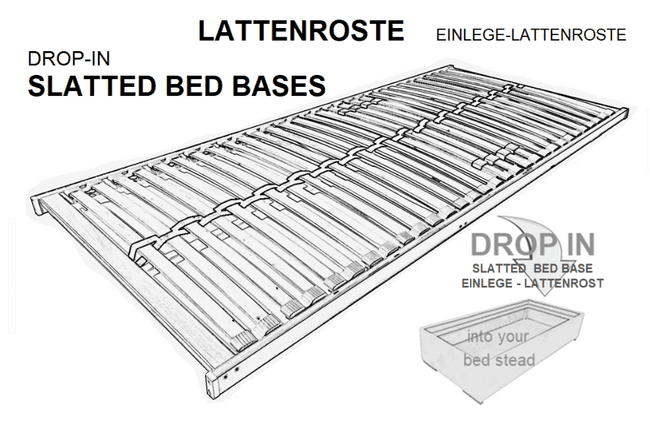 LATTENROSTE EINLEGE-LATTENROSTE
DROP-IN
SLATTED BED BASES
DROP IN
SLATTED BED BASE
EINLEGE - LATTENROST
into your
bed stead